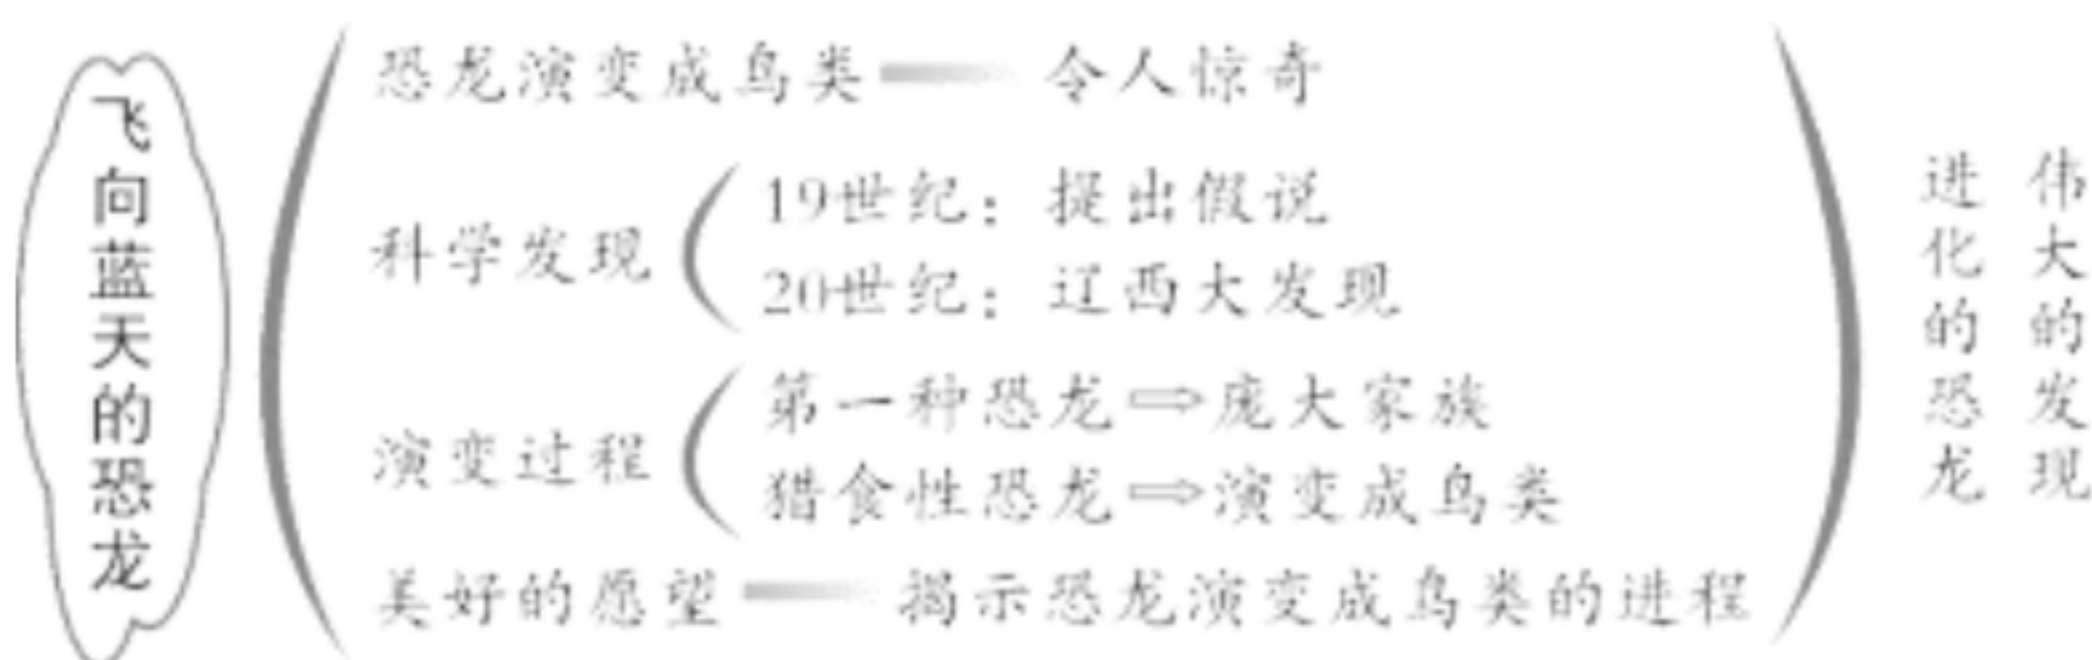 飞向蓝天的恐龙
恐龙演变成鸟类 令人惊奇
科学发现
19世纪：提出假说
20世纪：辽西大发现
演变过程
第一种恐龙⇨庞大家族
猎食性恐龙⇨演变成鸟类
美好的愿望 揭示恐龙演变成鸟类的进程
进化的恐龙
伟大的发现